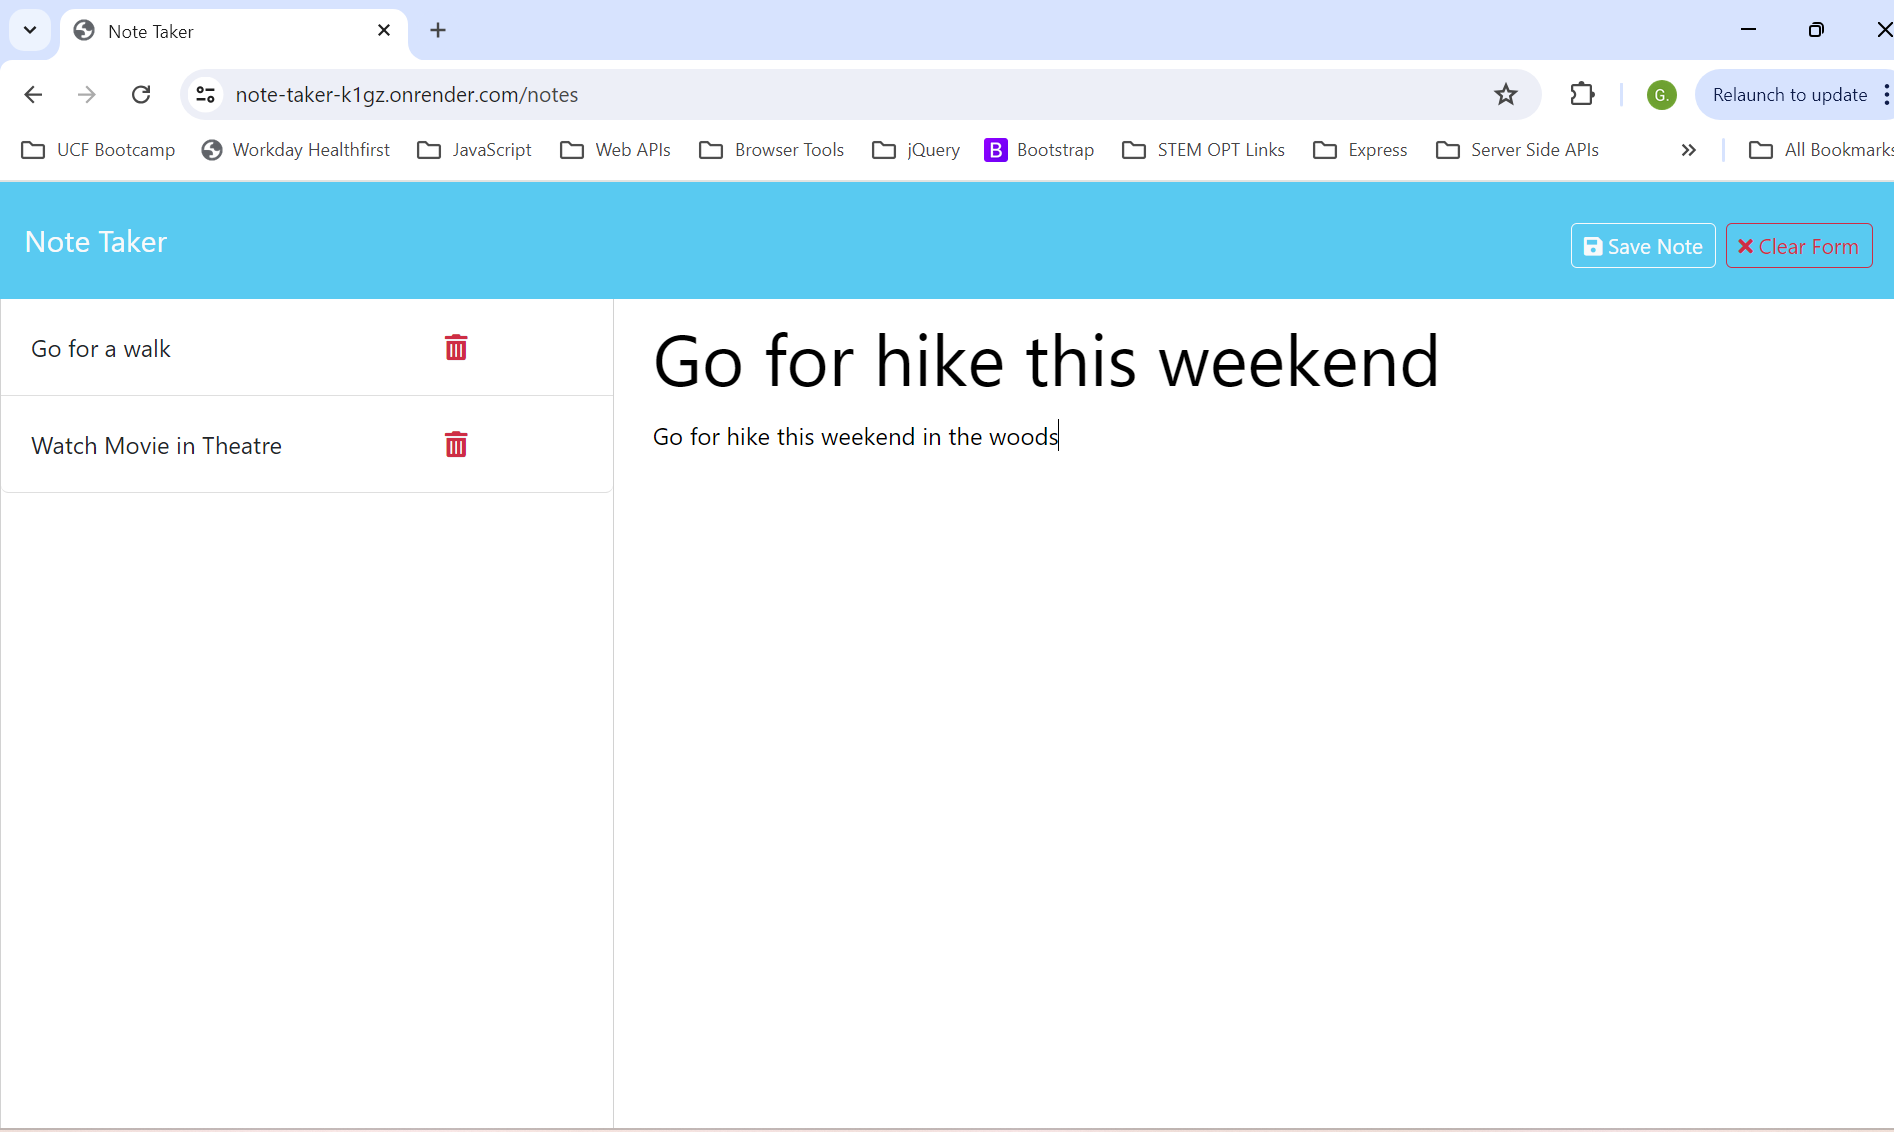 Note Taker
note-taker-k1gz.onrender.com/notes
G.
Relaunch to update
UCF Bootcamp
Workday Healthfirst
JavaScript
Web APIs
Browser Tools
jQuery
B Bootstrap
STEM OPT Links
Express
Server Side APIs
All Bookmarks
Note Taker
Save Note
Clear Form
Go for a walk
Watch Movie in Theatre
Go for hike this weekend
Go for hike this weekend in the woods